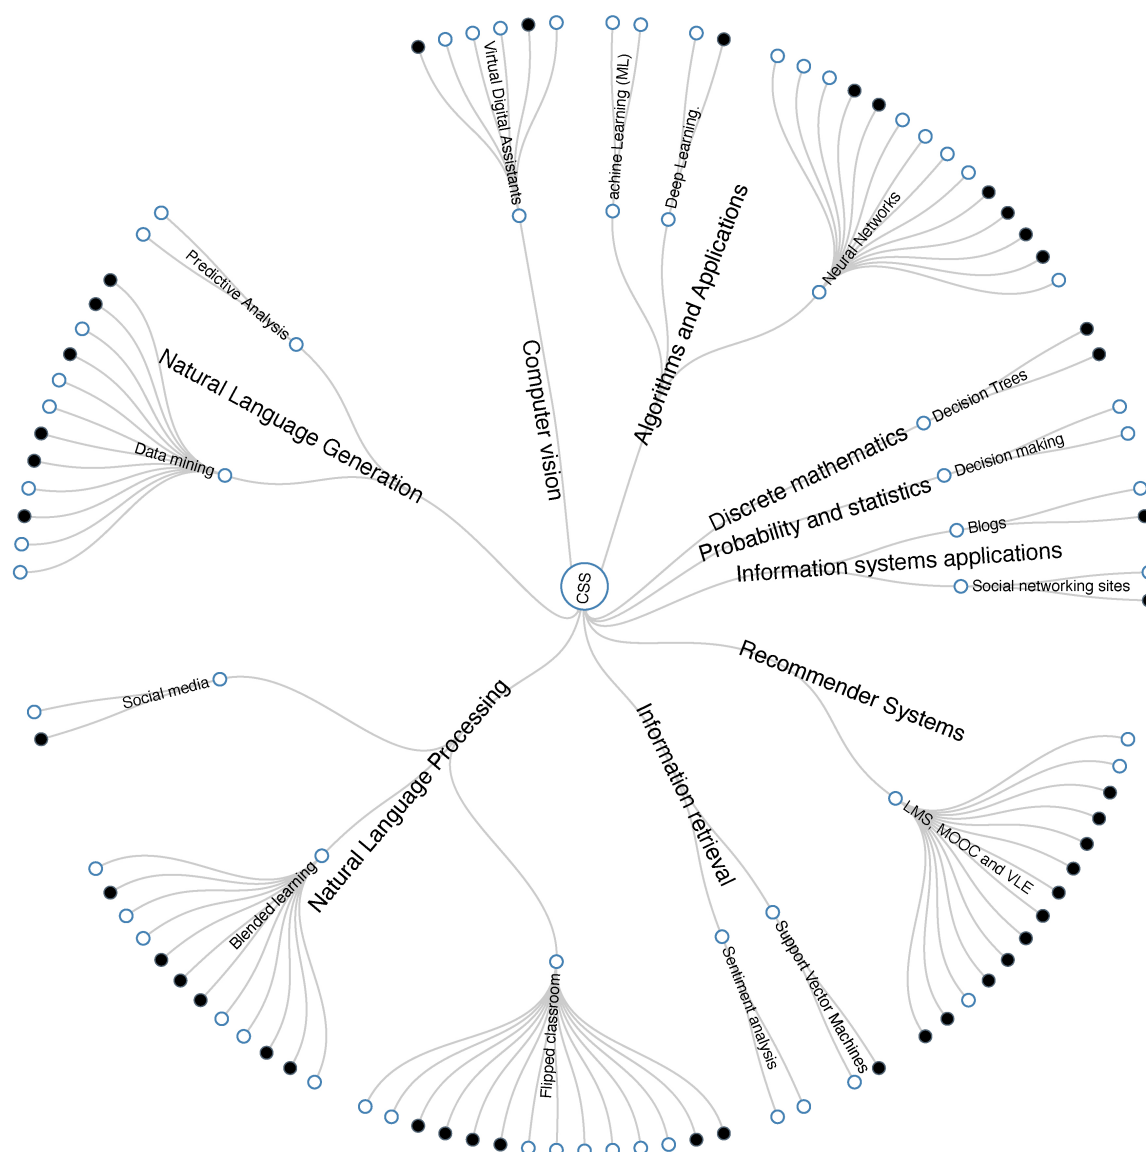 Virtual Digital Assistants
achine Learning (ML)
Deep Learning.
Neural Networks
Computer vision
Algorithms and Applications
Predictive Analysis
Natural Language Generation
Data mining
Decision Trees
Discrete mathematics
Decision making
Probability and statistics
Blogs
Information systems applications
Social networking sites
CSS
Recommender Systems
LMS, MOOC and VLE
Information retrieval
Support Vector Machines
Sentiment analysis
Natural Language Processing
Social media
Blended learning
Flipped classroom